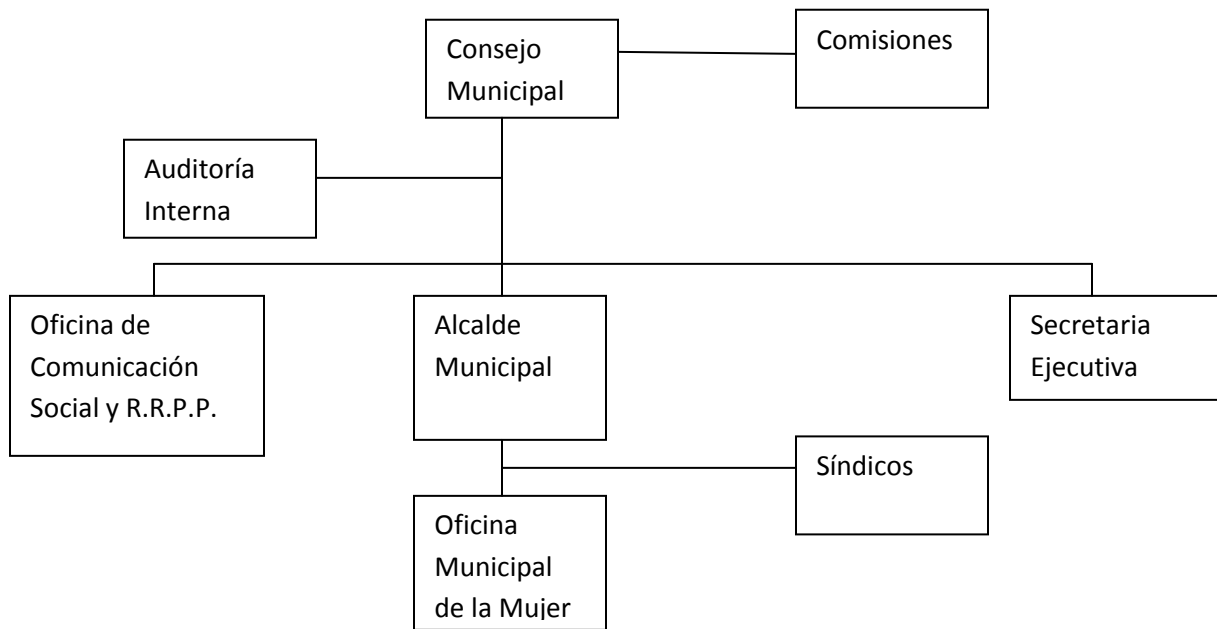 Consejo
Municipal
Comisiones
Auditoría
Interna
Oficina de
Comunicación
Social y R.R.P.P.
Alcalde
Municipal
Secretaria
Ejecutiva
Síndicos
Oficina
Municipal
de la Mujer